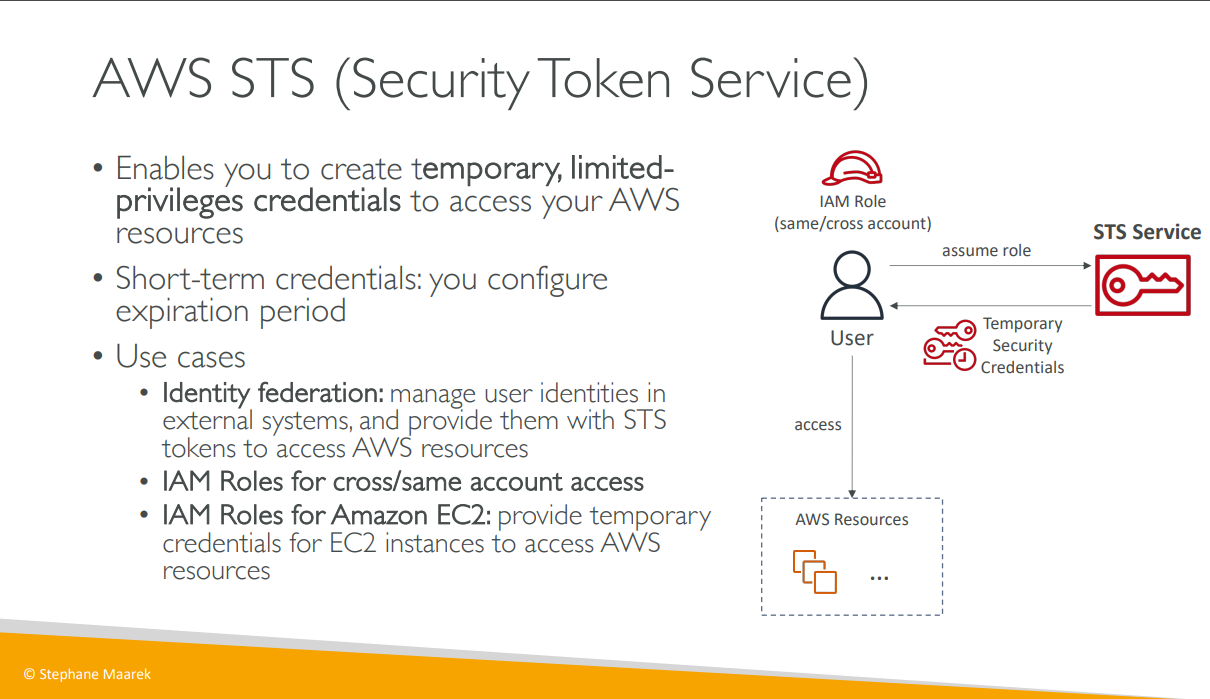 AWS STS (Security Token Service)
• Enables you to create temporary, limited-
privileges credentials to access your AWS
resources
• Short-term credentials: you configure
expiration period
• Use cases
• Identity federation: manage user identities in
external systems, and provide them with STS
tokens to access AWS resources
• IAM Roles for cross/same account access
• IAM Roles for Amazon EC2: provide temporary
credentials for EC2 instances to access AWS
resources
IAM Role
(same/cross account)
STS Service
assume role
User
Temporary
Security
Credentials
access
AWS Resources
...
© Stephane Maarek